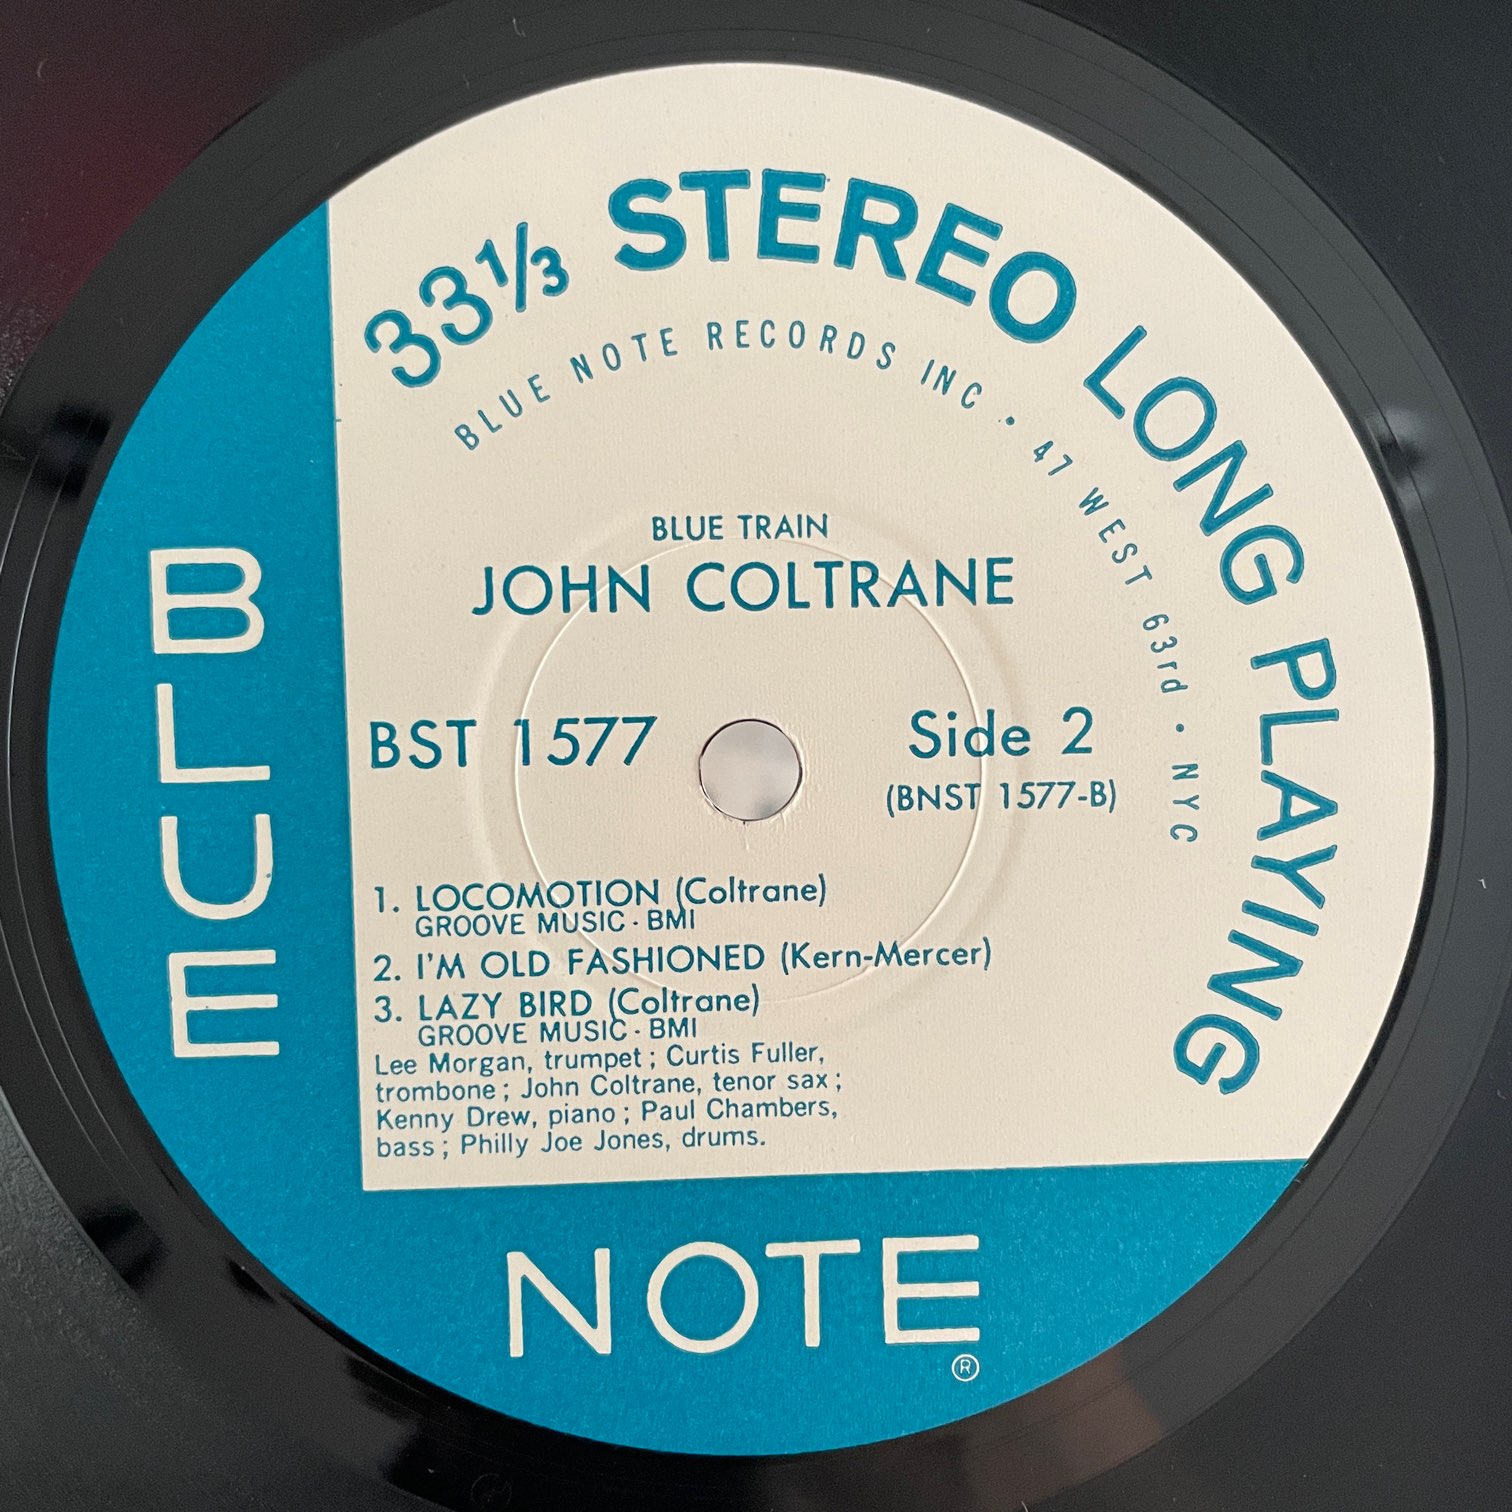 33⅓ STEREO LONG PLAYING
BLUE NOTE RECORDS INC • 47 WEST 63rd • NYC
BLUE TRAIN
JOHN COLTRANE
BST 1577
Side 2
(BNST 1577-B)
1. LOCOMOTION (Coltrane)
GROOVE MUSIC · BMI
2. I'M OLD FASHIONED (Kern-Mercer)
3. LAZY BIRD (Coltrane)
GROOVE MUSIC · BMI
Lee Morgan, trumpet; Curtis Fuller,
trombone; John Coltrane, tenor sax;
Kenny Drew, piano; Paul Chambers,
bass; Philly Joe Jones, drums.
BLUE
NOTE
®